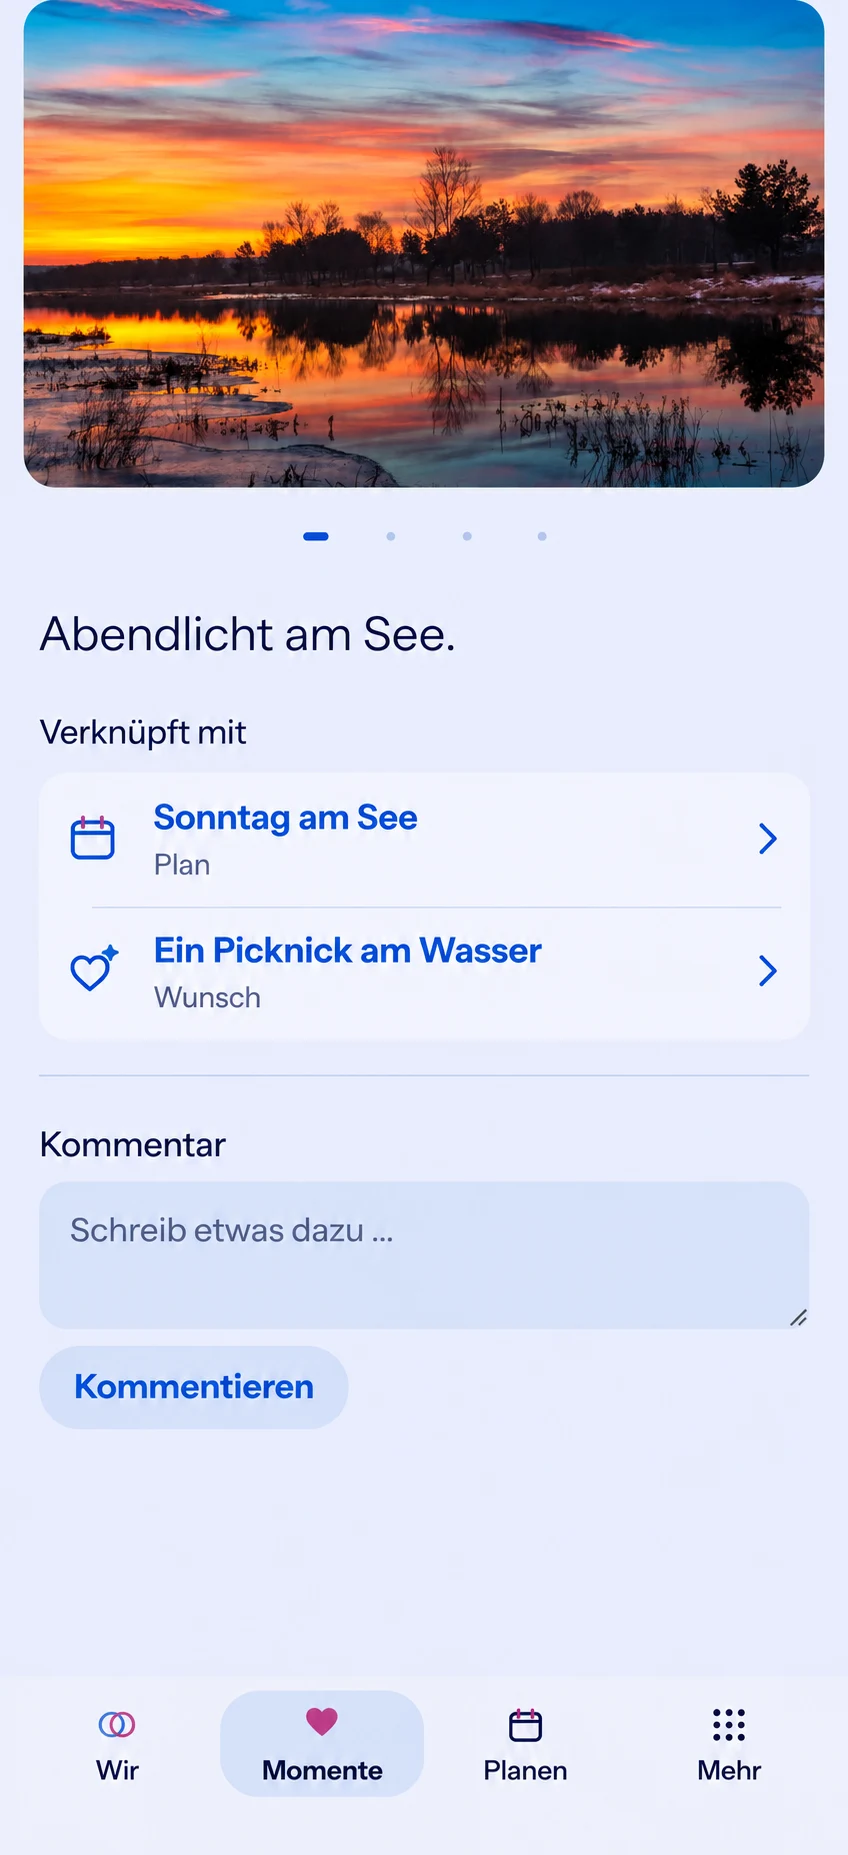 Abendlicht am See.
Verknüpft mit
Sonntag am See
Plan
Ein Picknick am Wasser
Wunsch
Kommentar
Schreib etwas dazu ...
Kommentieren
Wir
Momente
Planen
Mehr